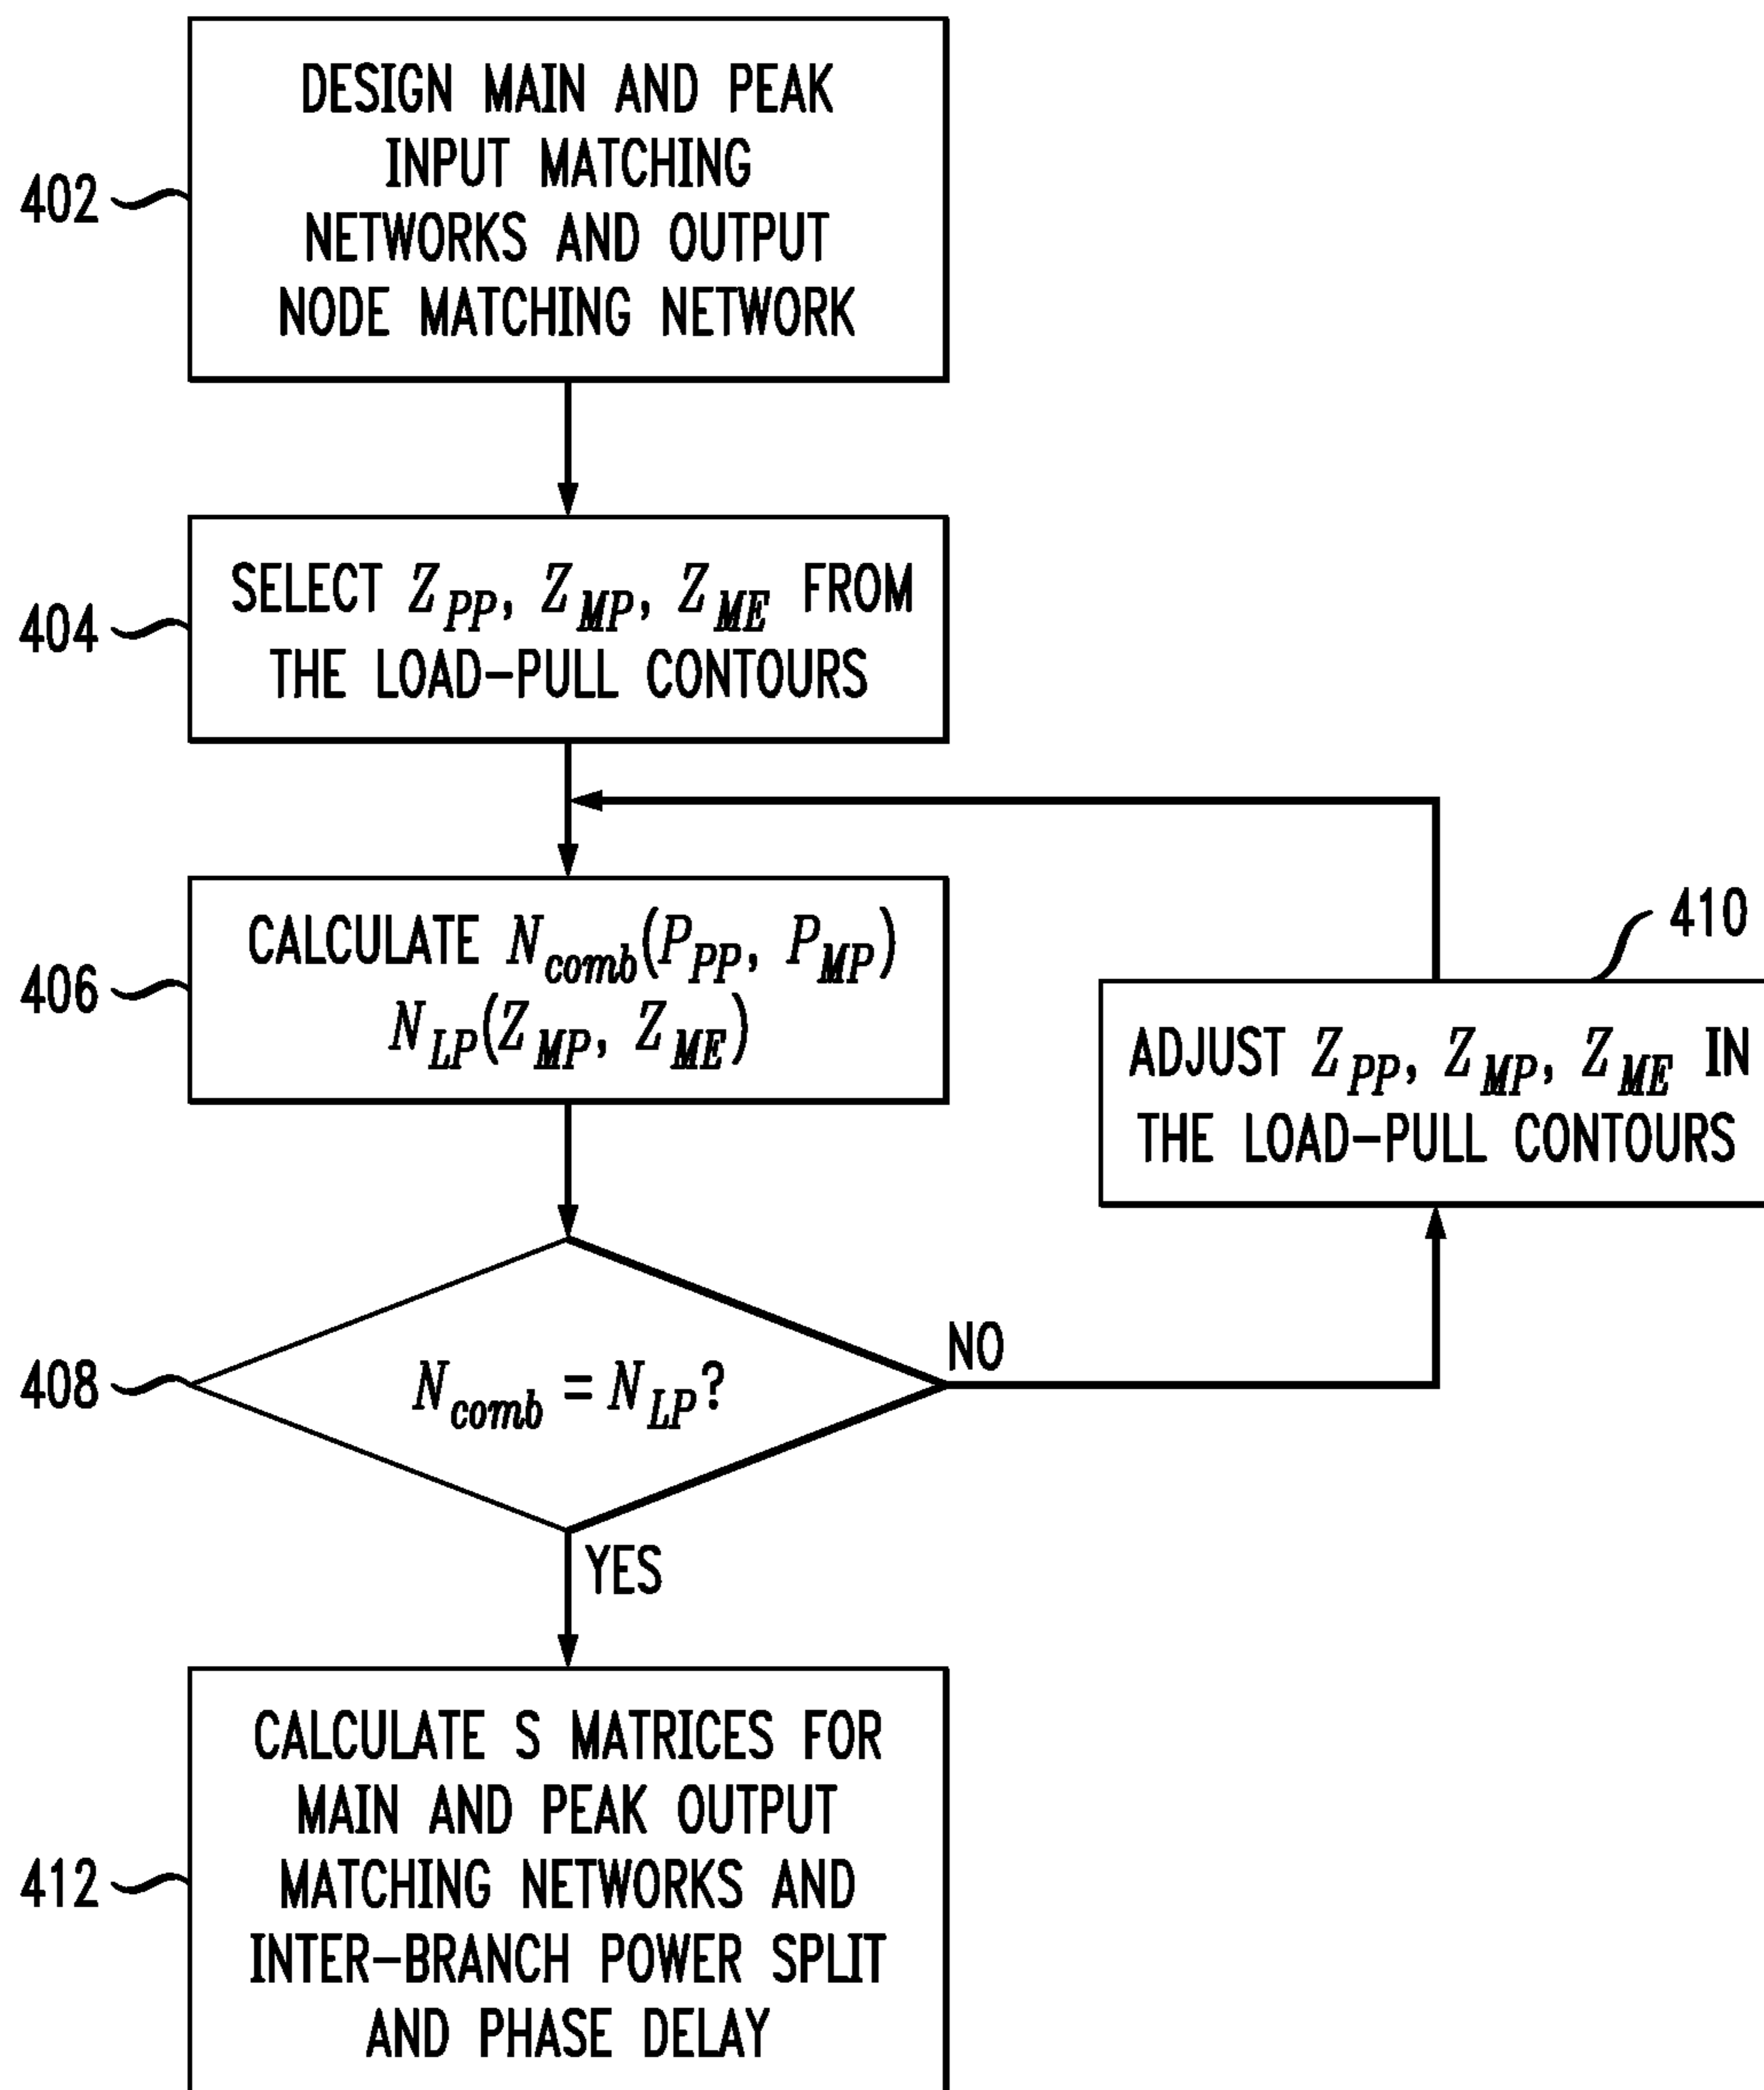 DESIGN MAIN AND PEAK
INPUT MATCHING
NETWORKS AND OUTPUT
NODE MATCHING NETWORK
402
SELECT Z_PP, Z_MP, Z_ME FROM
THE LOAD-PULL CONTOURS
404
CALCULATE N_comb(P_PP, P_MP)
N_LP(Z_MP, Z_ME)
406
410
ADJUST Z_PP, Z_MP, Z_ME IN
THE LOAD-PULL CONTOURS
N_comb = N_LP?
408
NO
YES
CALCULATE S MATRICES FOR
MAIN AND PEAK OUTPUT
MATCHING NETWORKS AND
INTER-BRANCH POWER SPLIT
AND PHASE DELAY
412